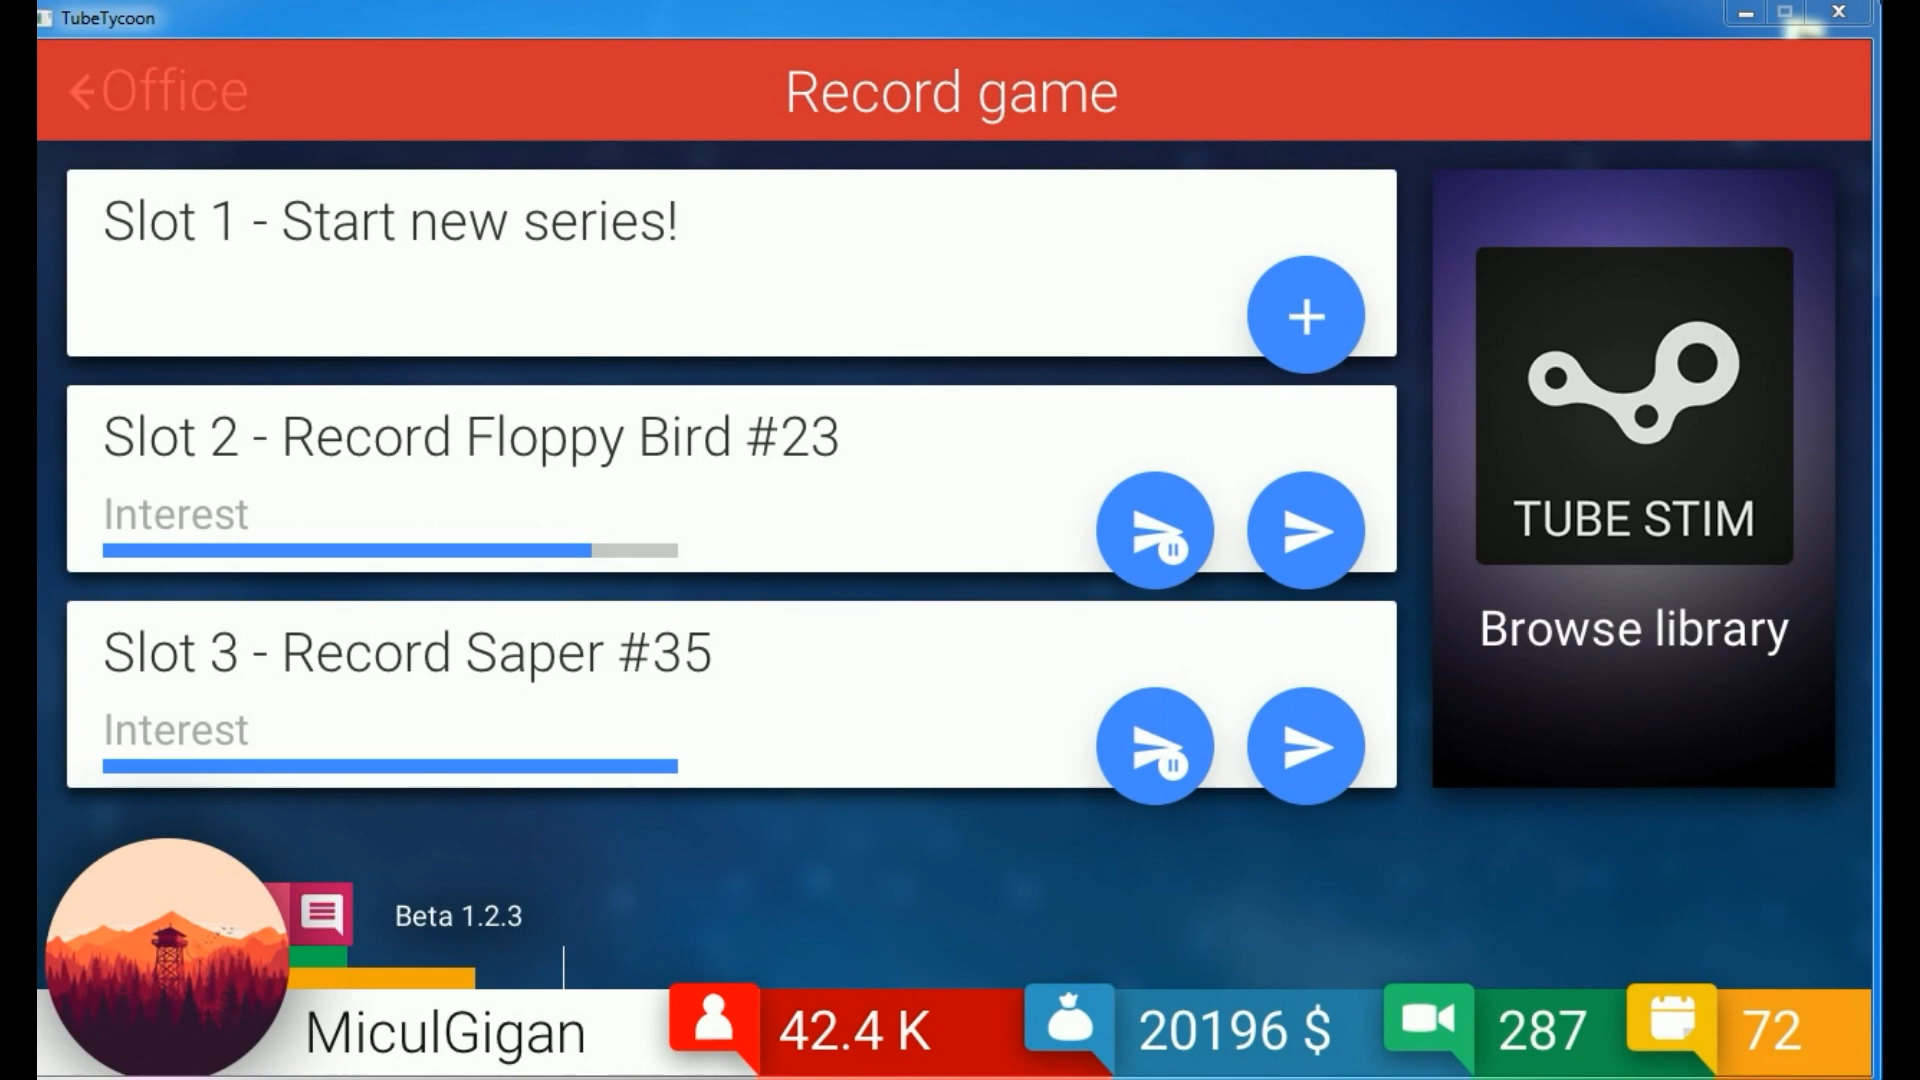 TubeTycoon
Office
Record game
Slot 1 - Start new series!
Slot 2 - Record Floppy Bird #23
Interest
Slot 3 - Record Saper #35
Interest
TUBE STIM
Browse library
Beta 1.2.3
MiculGigan
42.4 K
20196 $
287
72